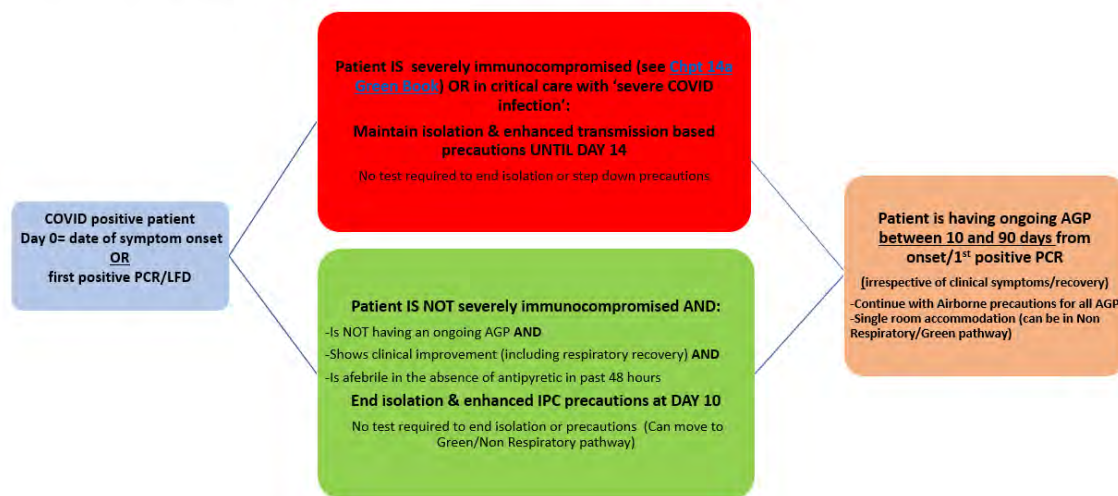 COVID positive patient
Day 0= date of symptom onset
OR
first positive PCR/LFD
Patient IS  severely immunocompromised (see Chpt 14a
Green Book) OR in critical care with ‘severe COVID
infection’:
Maintain isolation & enhanced transmission based
precautions UNTIL DAY 14
No test required to end isolation or step down precautions
Patient IS NOT severely immunocompromised AND:
-Is NOT having an ongoing AGP AND
-Shows clinical improvement (including respiratory recovery) AND
-Is afebrile in the absence of antipyretic in past 48 hours
End isolation & enhanced IPC precautions at DAY 10
No test required to end isolation or precautions  (Can move to
Green/Non Respiratory pathway)
Patient is having ongoing AGP
between 10 and 90 days from
onset/1st positive PCR
(irrespective of clinical symptoms/recovery)
-Continue with Airborne precautions for all AGP
-Single room accommodation (can be in Non
Respiratory/Green pathway)